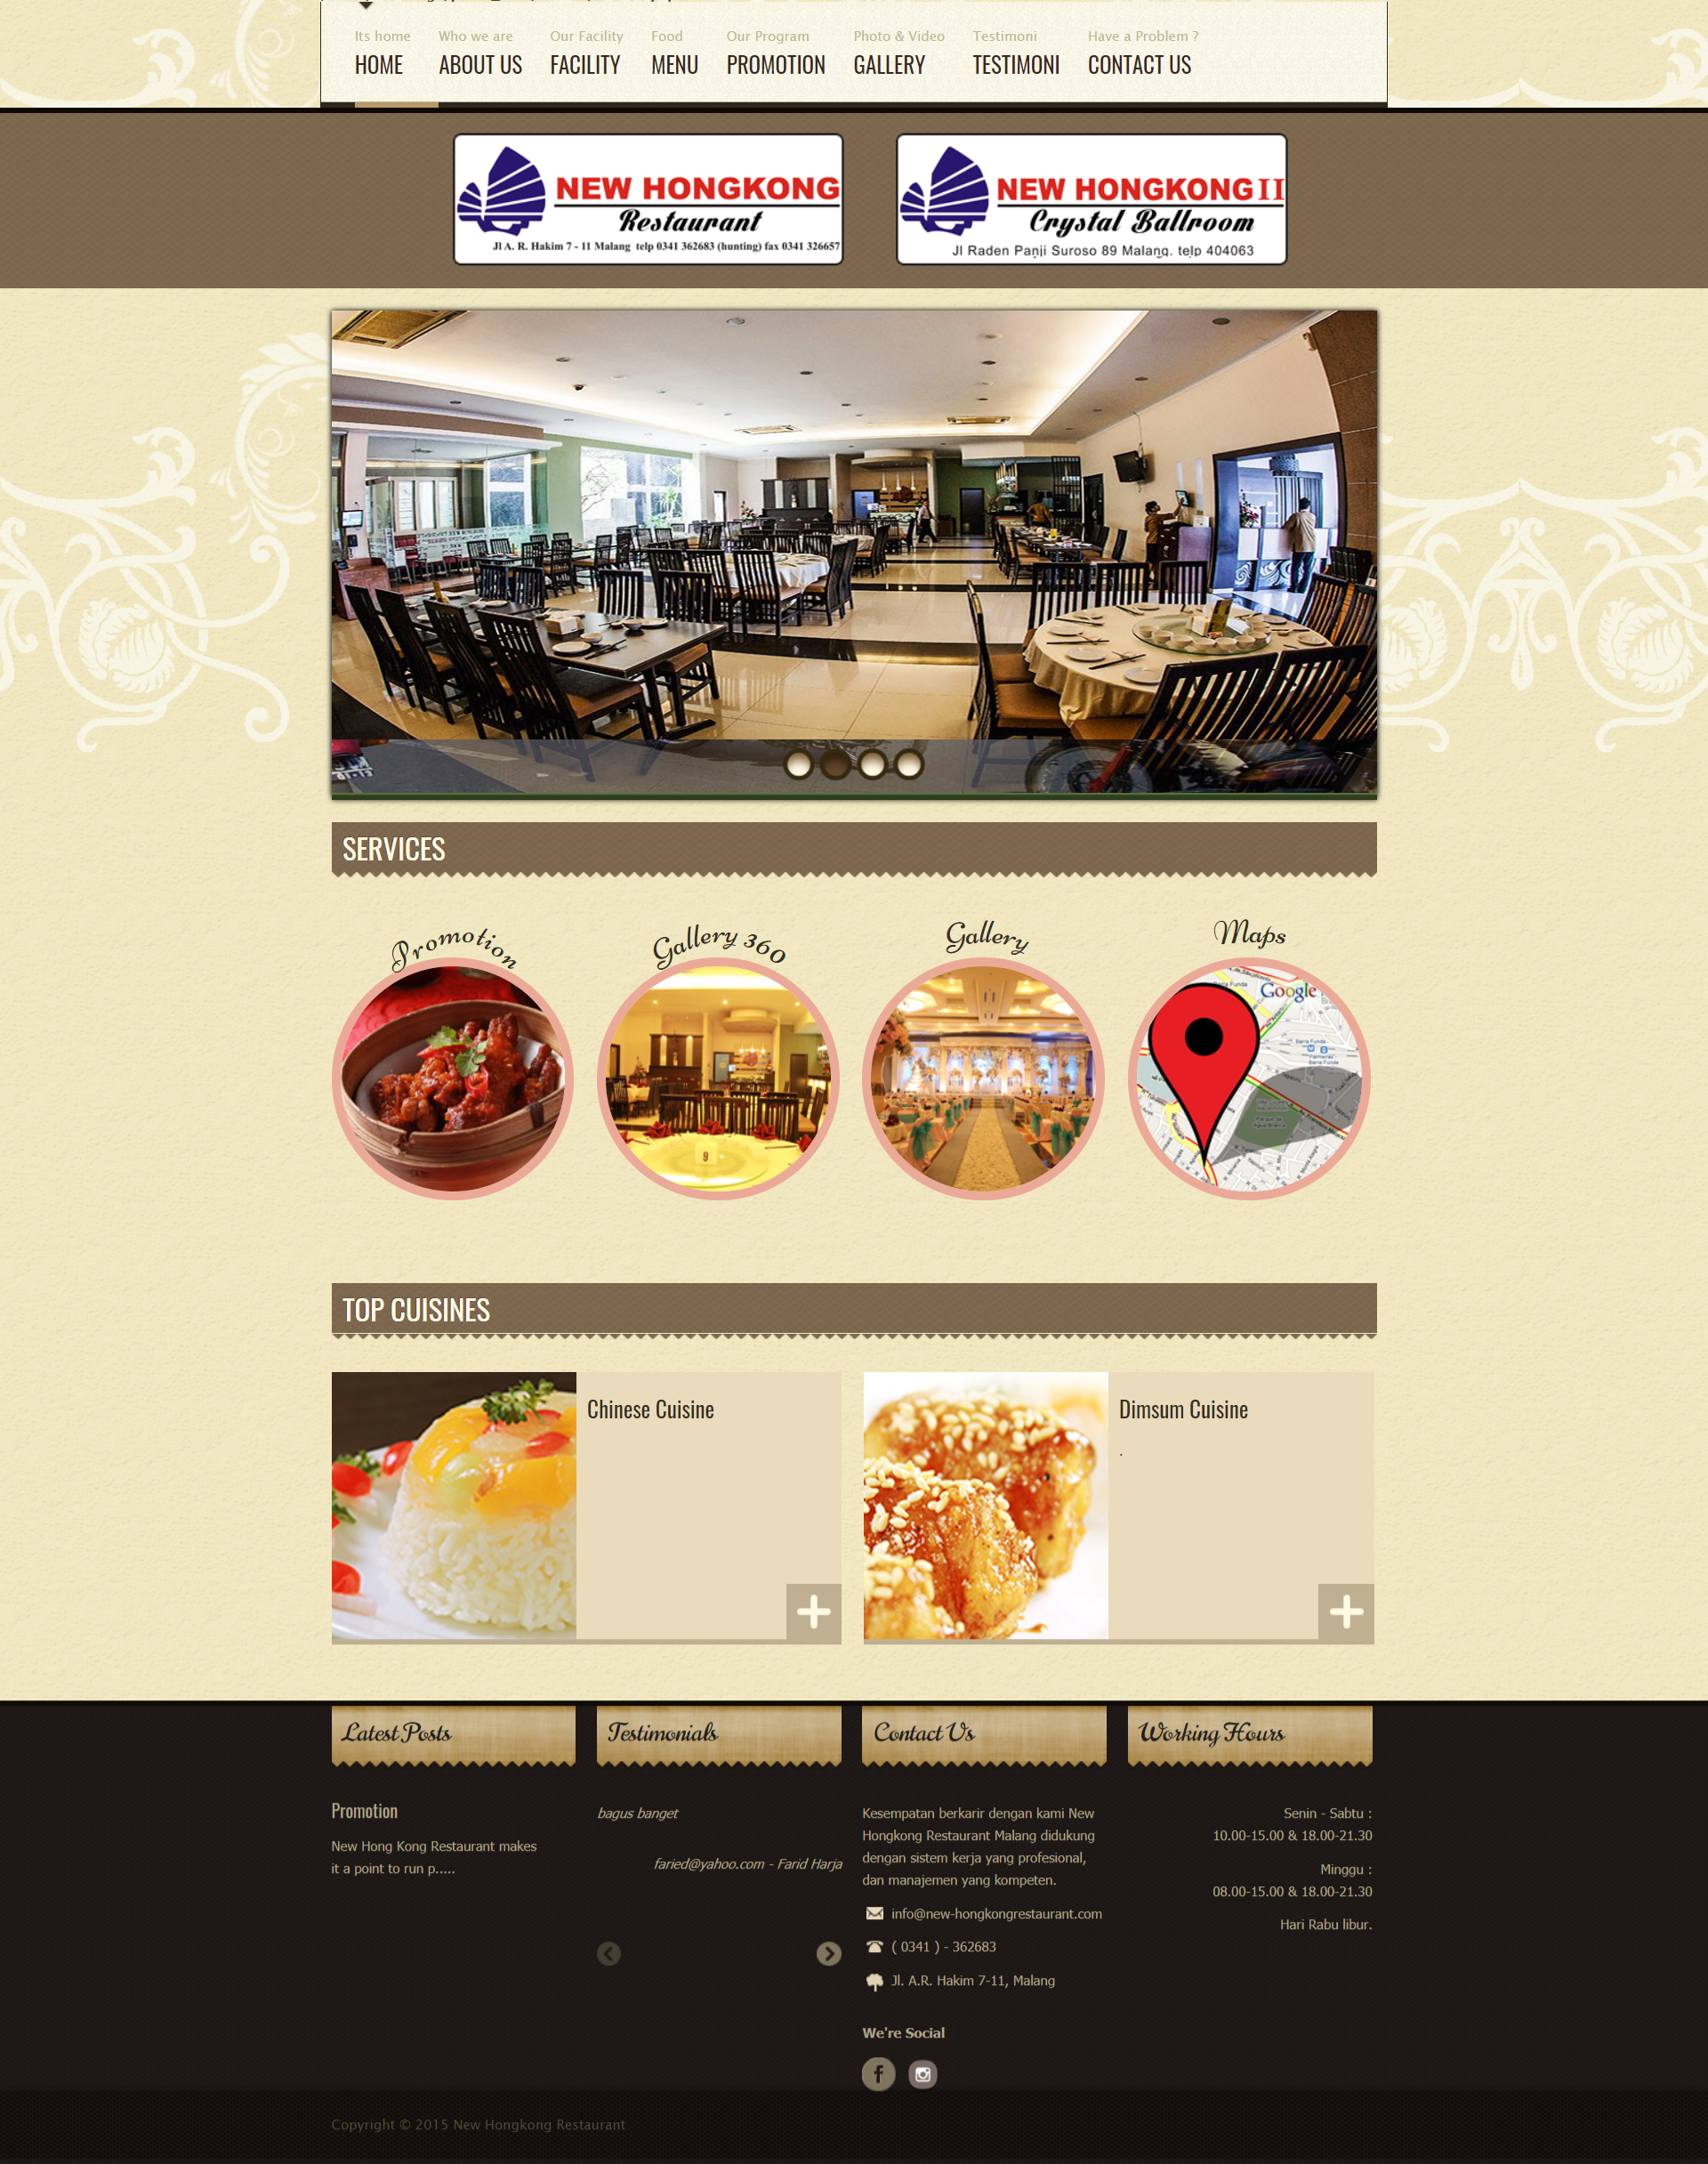 Its home
HOME
Who we are
ABOUT US
Our Facility
FACILITY
Food
MENU
Our Program
PROMOTION
Photo & Video
GALLERY
Testimoni
TESTIMONI
Have a Problem ?
CONTACT US
NEW HONGKONG
Restaurant
Jl A. R. Hakim 7 - 11 Malang telp 0341 362683 (hunting) fax 0341 326657
NEW HONGKONG II
Crystal Ballroom
Jl Raden Panji Suroso 89 Malang. telp 404063
SERVICES
Promotion
Gallery 360
Gallery
Maps
Google
9
TOP CUISINES
Chinese Cuisine
Dimsum Cuisine
.
Latest Posts
Promotion
New Hong Kong Restaurant makes
it a point to run p.....
Testimonials
bagus banget
faried@yahoo.com - Farid Harja
Contact Us
Kesempatan berkarir dengan kami New
Hongkong Restaurant Malang didukung
dengan sistem kerja yang profesional,
dan manajemen yang kompeten.
info@new-hongkongrestaurant.com
( 0341 ) - 362683
Jl. A.R. Hakim 7-11, Malang
We're Social
Working Hours
Senin - Sabtu :
10.00-15.00 & 18.00-21.30
Minggu :
08.00-15.00 & 18.00-21.30
Hari Rabu libur.
Copyright © 2015 New Hongkong Restaurant